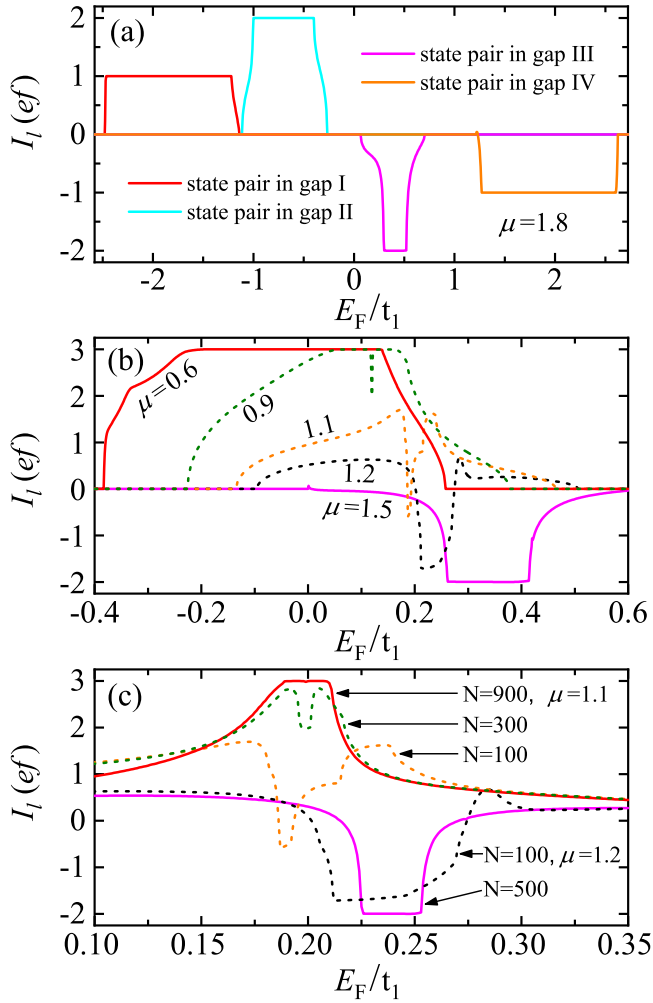 (a)
2
1
0
-1
-2
I_l (ef)
state pair in gap III
state pair in gap IV
state pair in gap I
state pair in gap II
μ=1.8
-2 -1 0 1 2
E_F/t_1
(b)
3
2
1
0
-1
-2
I_l (ef)
μ=0.6
0.9
1.1
1.2
μ=1.5
-0.4 -0.2 0.0 0.2 0.4 0.6
E_F/t_1
(c)
3
2
1
0
-1
-2
I_l (ef)
N=900, μ=1.1
N=300
N=100
N=100, μ=1.2
N=500
0.10 0.15 0.20 0.25 0.30 0.35
E_F/t_1